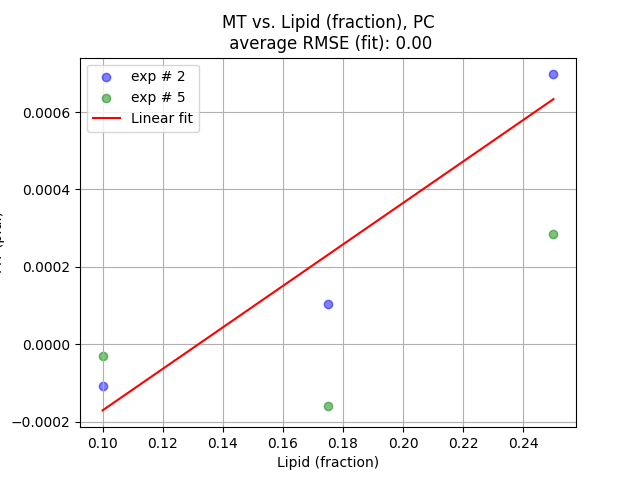 MT vs. Lipid (fraction), PC
average RMSE (fit): 0.00
exp # 2
exp # 5
Linear fit
0.0006
0.0004
0.0002
0.0000
−0.0002
0.10 0.12 0.14 0.16 0.18 0.20 0.22 0.24
Lipid (fraction)